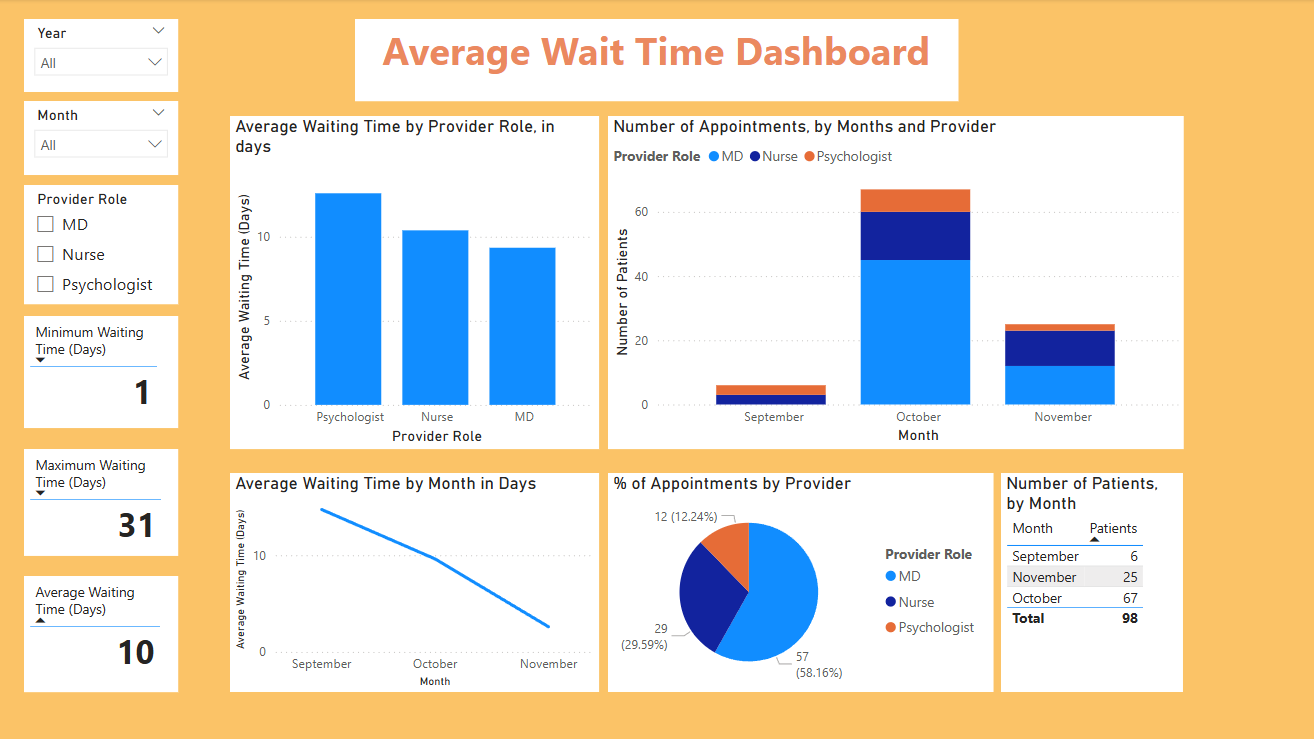 Year
All
Month
All
Provider Role
MD
Nurse
Psychologist
Minimum Waiting
Time (Days)
1
Maximum Waiting
Time (Days)
31
Average Waiting
Time (Days)
10
Average Wait Time Dashboard
Average Waiting Time by Provider Role, in
days
Average Waiting Time (Days)
10
5
0
Psychologist Nurse MD
Provider Role
Number of Appointments, by Months and Provider
Provider Role MD Nurse Psychologist
Number of Patients
60
40
20
0
September October November
Month
Average Waiting Time by Month in Days
Average Waiting Time (Days)
10
0
September October November
Month
% of Appointments by Provider
12 (12.24%)
29
(29.59%)
57
(58.16%)
Provider Role
MD
Nurse
Psychologist
Number of Patients,
by Month
Month Patients
September 6
November 25
October 67
Total 98